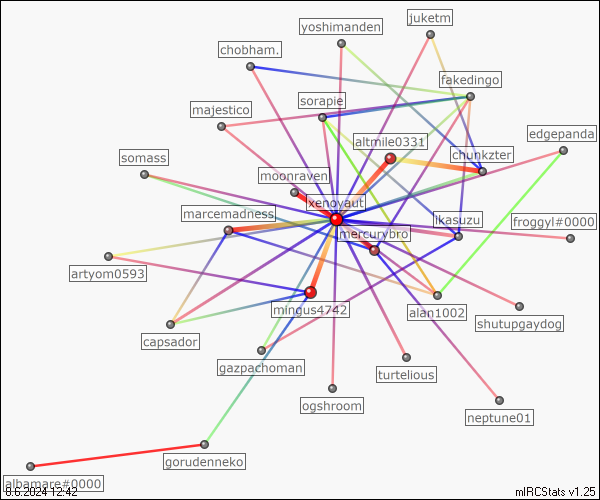 juketm
yoshimanden
chobham.
fakedingo
sorapie
majestico
edgepanda
altmile0331
chunkzter
somass
moonraven
xenoyaut
marcemadness
ikasuzu
froggyl#0000
mercurybro
artyom0593
mingus4742
alan1002
shutupgaydog
capsador
gazpachoman
turtelious
ogshroom
neptune01
gorudenneko
albamare#0000
8.6.2024 12:42
mIRCStats v1.25